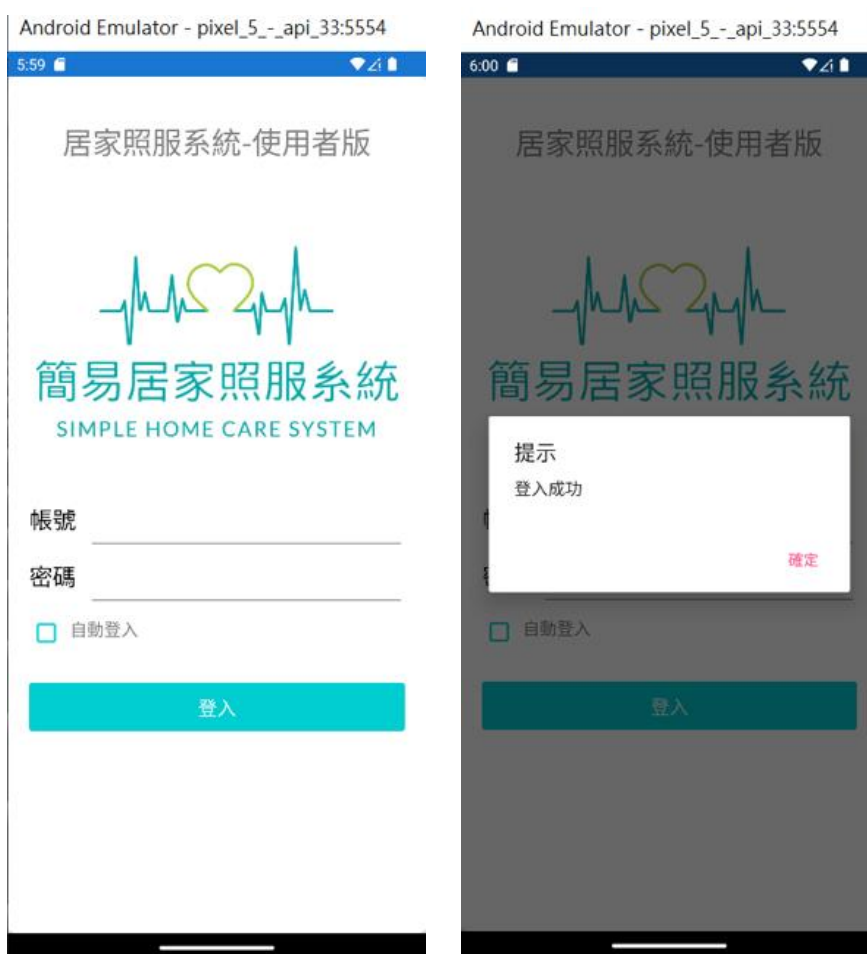 Android Emulator - pixel_5_-_api_33:5554
5:59
居家照服系統-使用者版
簡易居家照服系統
SIMPLE HOME CARE SYSTEM
帳號
密碼
自動登入
登入
Android Emulator - pixel_5_-_api_33:5554
6:00
居家照服系統-使用者版
簡易居家照服系統
提示
登入成功
確定
自動登入
登入